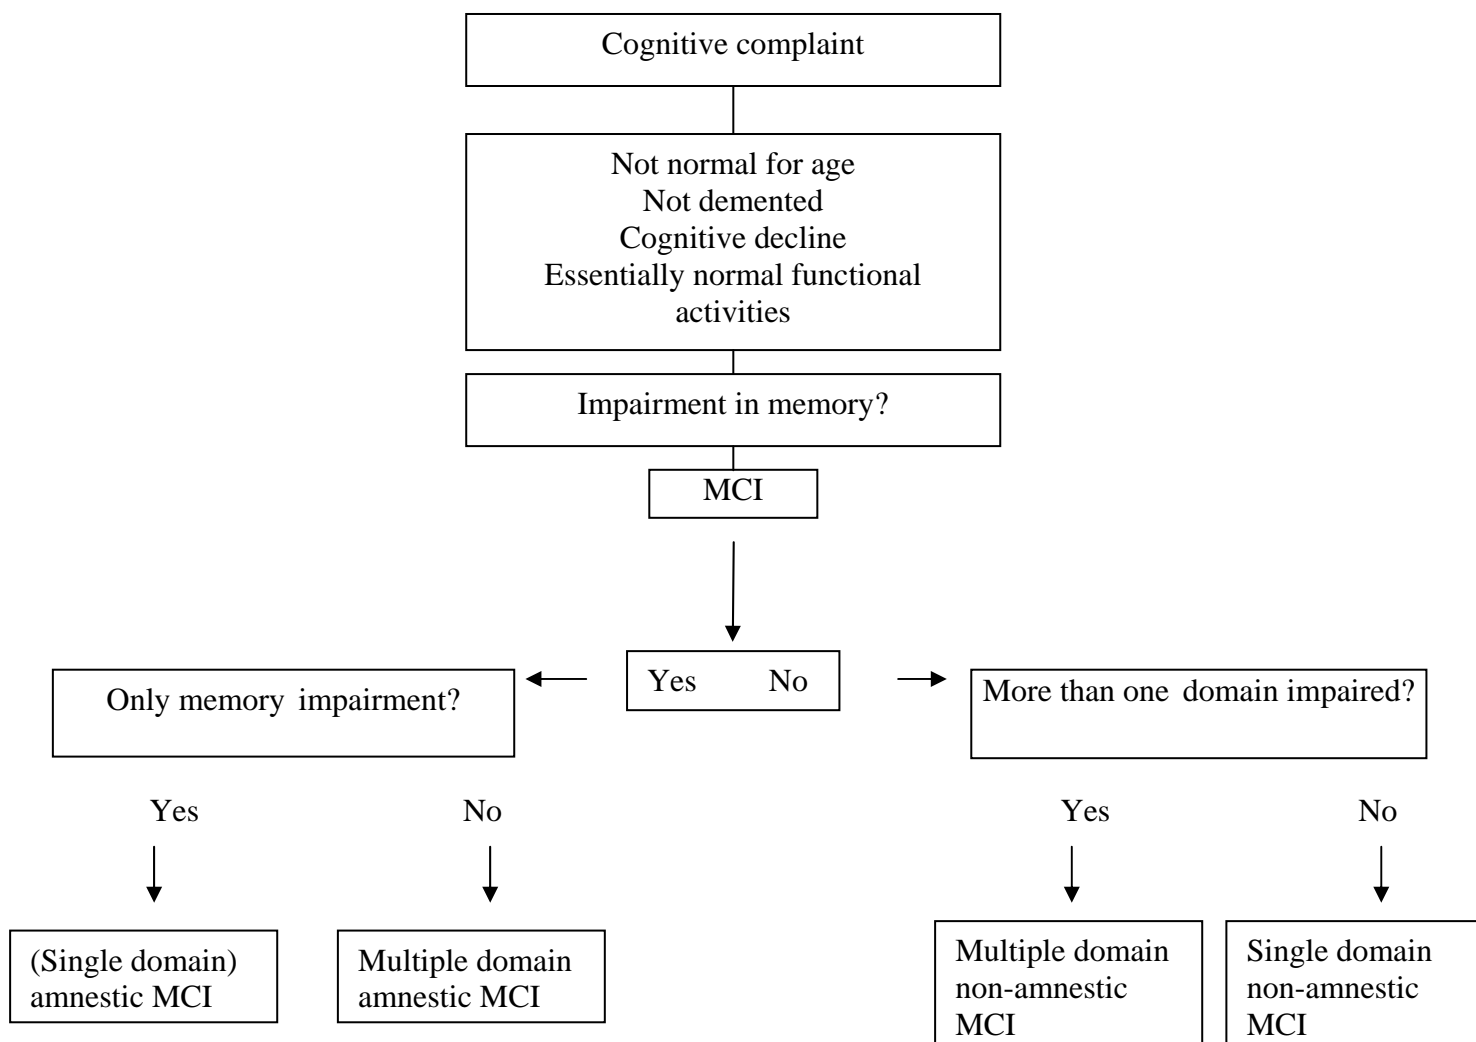 Cognitive complaint
Not normal for age
Not demented
Cognitive decline
Essentially normal functional
activities
Impairment in memory?
MCI
Yes No
Only memory impairment?
More than one domain impaired?
Yes
No
Yes
No
(Single domain)
amnestic MCI
Multiple domain
amnestic MCI
Multiple domain
non-amnestic
MCI
Single domain
non-amnestic
MCI